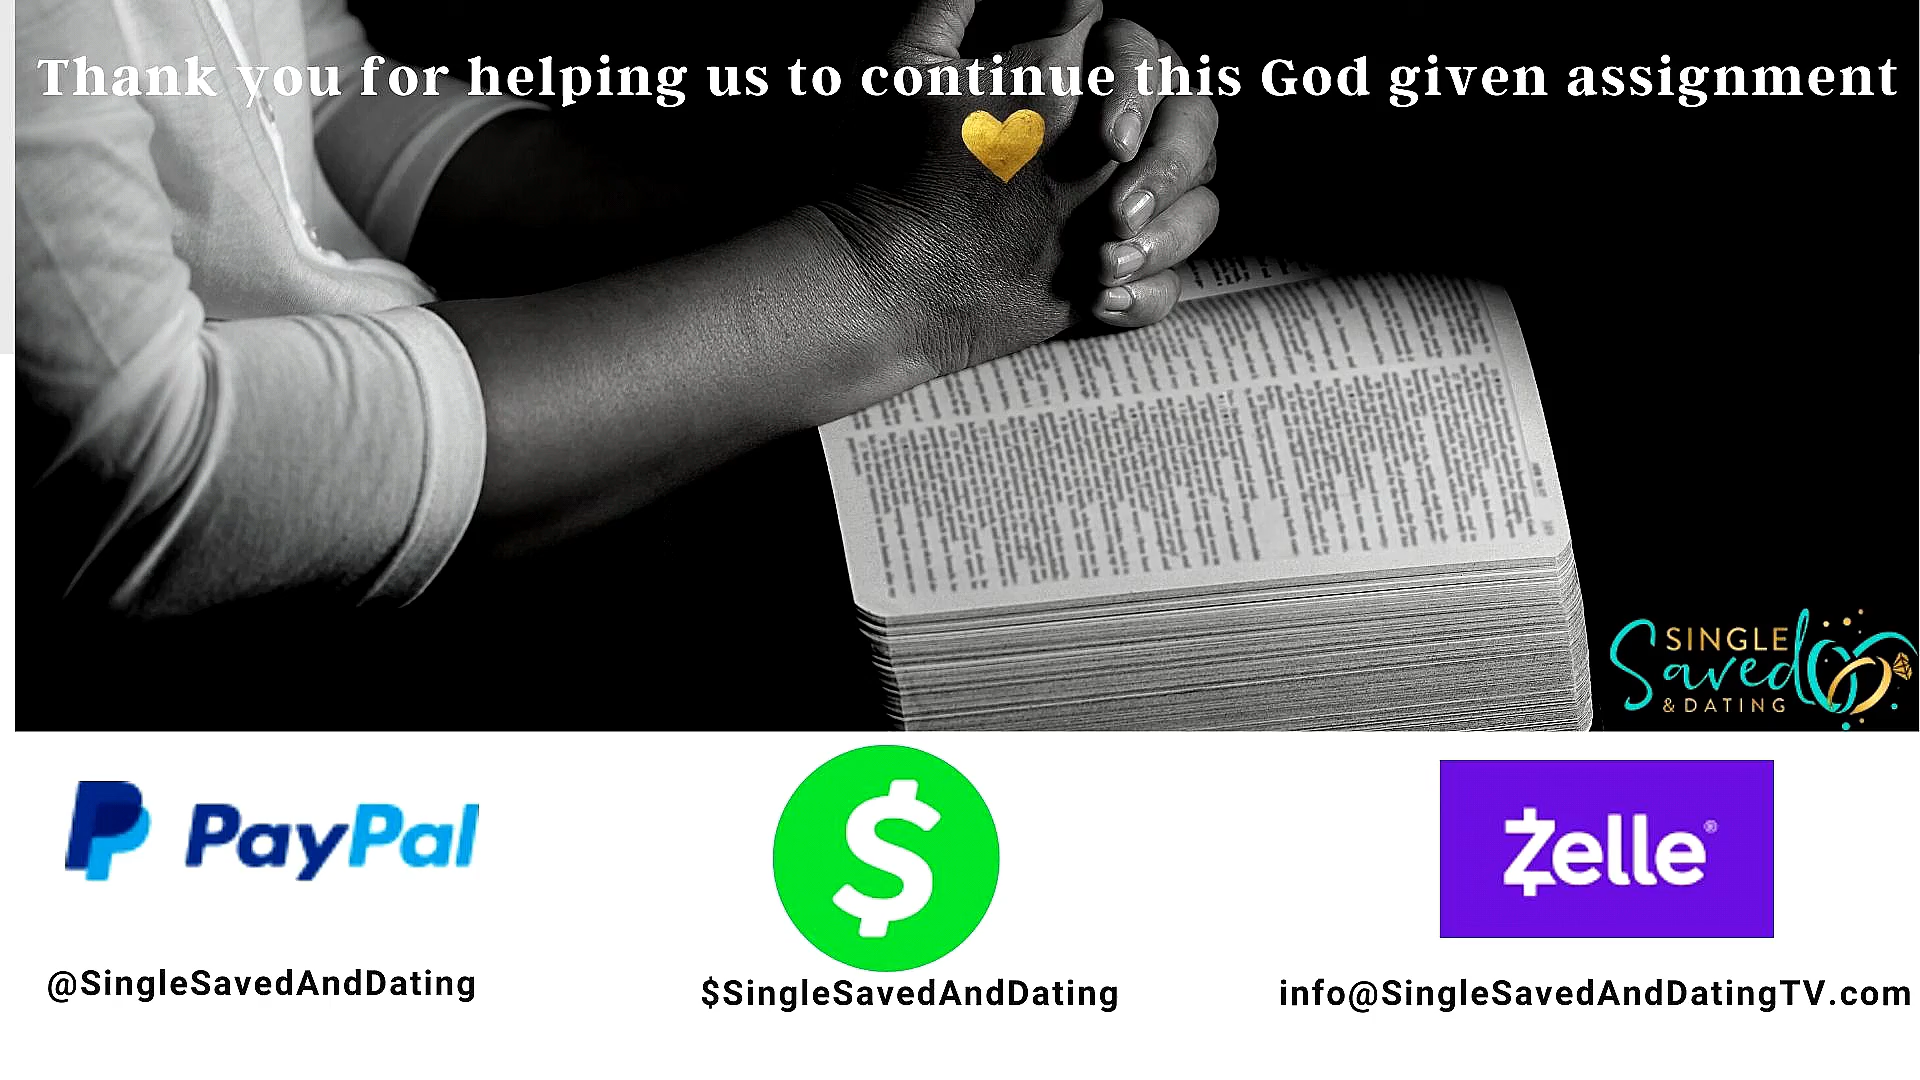 Thank you for helping us to continue this God given assignment
SINGLE
Saved
& DATING
PayPal
$
Zelle®
@SingleSavedAndDating
$SingleSavedAndDating
info@SingleSavedAndDatingTV.com